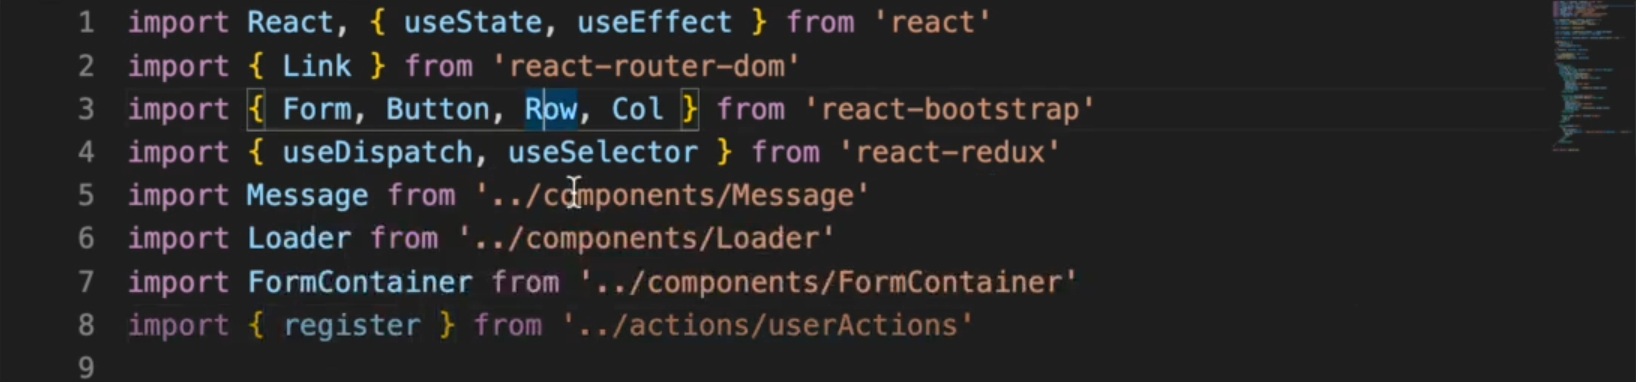 1 import React, { useState, useEffect } from 'react'
2 import { Link } from 'react-router-dom'
3 import { Form, Button, Row, Col } from 'react-bootstrap'
4 import { useDispatch, useSelector } from 'react-redux'
5 import Message from '../components/Message'
6 import Loader from '../components/Loader'
7 import FormContainer from '../components/FormContainer'
8 import { register } from '../actions/userActions'
9